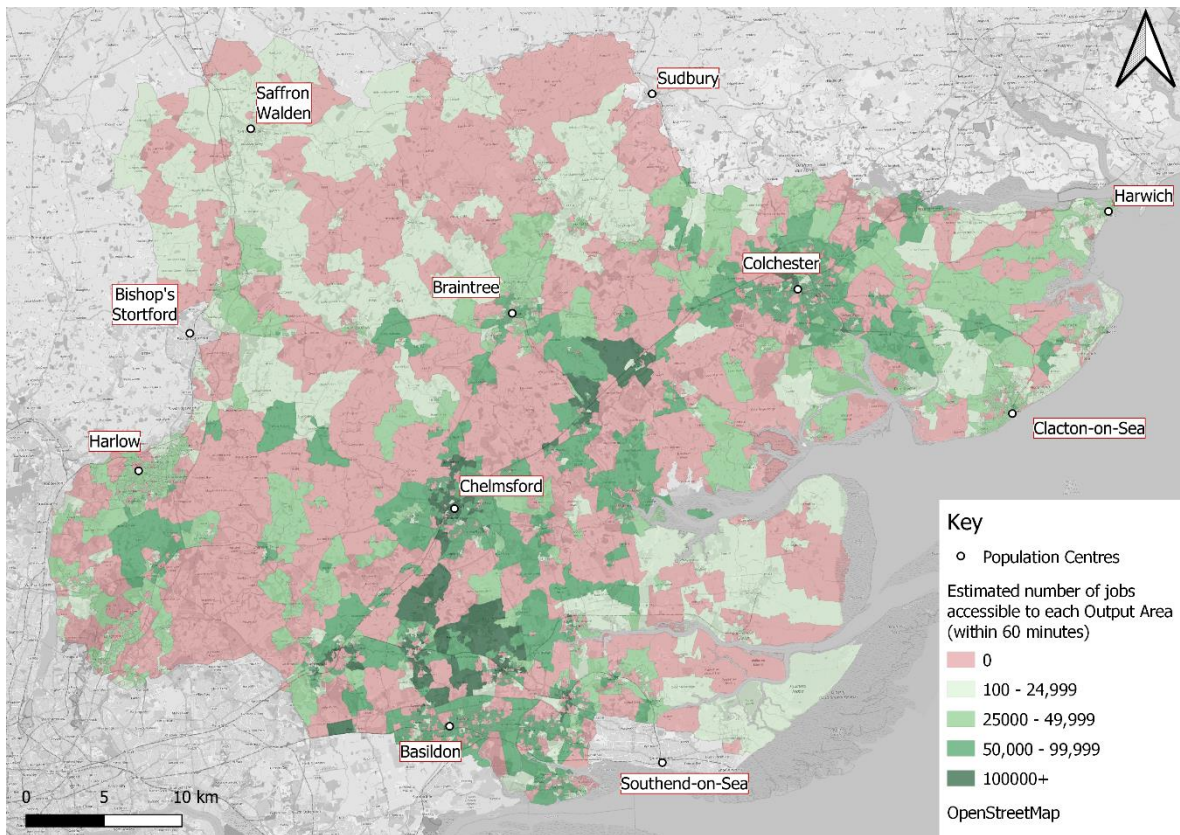 Sudbury
Saffron
Walden
Harwich
Colchester
Braintree
Bishop's
Stortford
Clacton-on-Sea
Harlow
Chelmsford
Basildon
Southend-on-Sea
0 5 10 km
Key
Population Centres
Estimated number of jobs
accessible to each Output Area
(within 60 minutes)
0
100 - 24,999
25000 - 49,999
50,000 - 99,999
100000+
OpenStreetMap